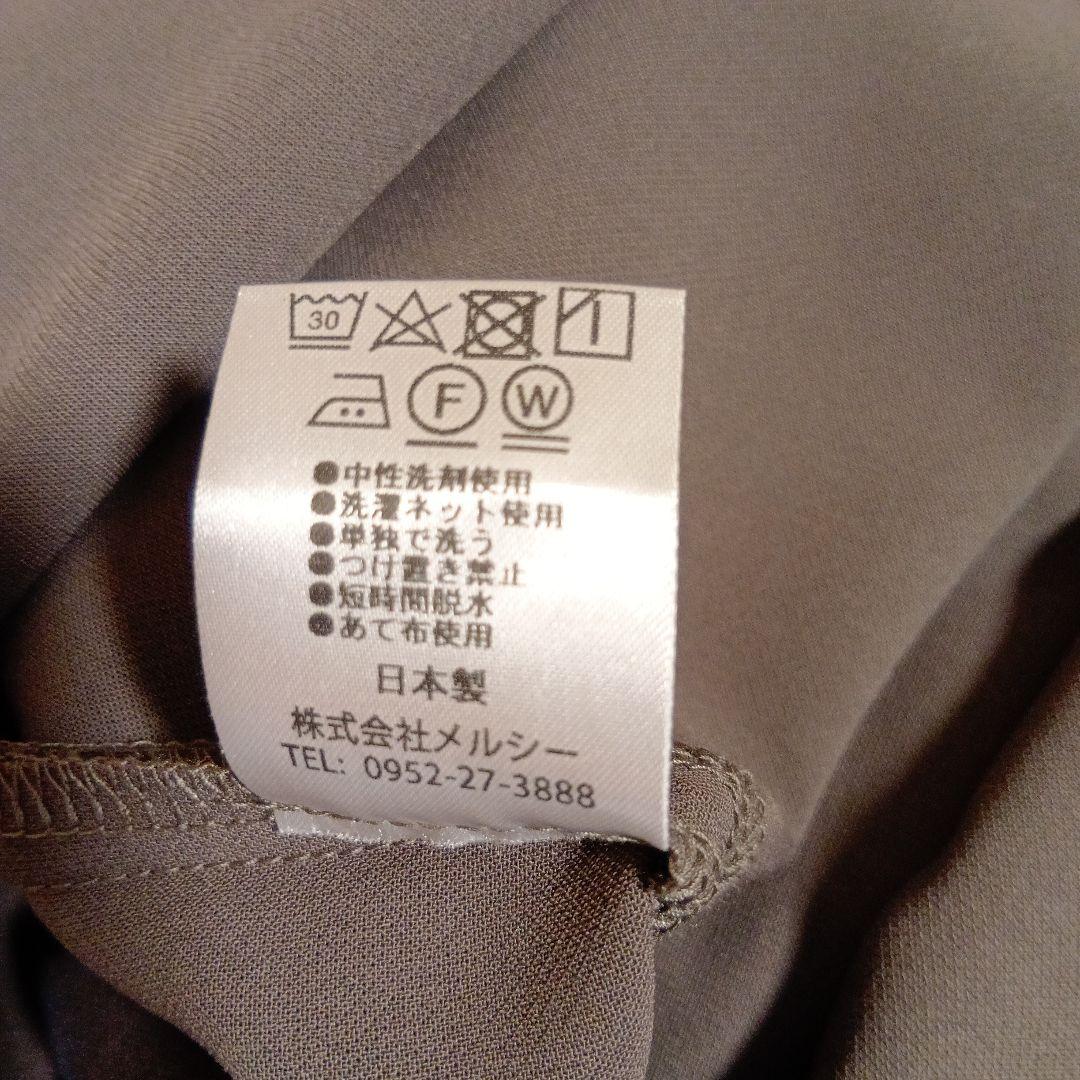 30
F W
●中性洗剤使用
●洗濯ネット使用
●単独で洗う
●つけ置き禁止
●短時間脱水
●あて布使用
日本製
株式会社メルシー
TEL: 0952-27-3888